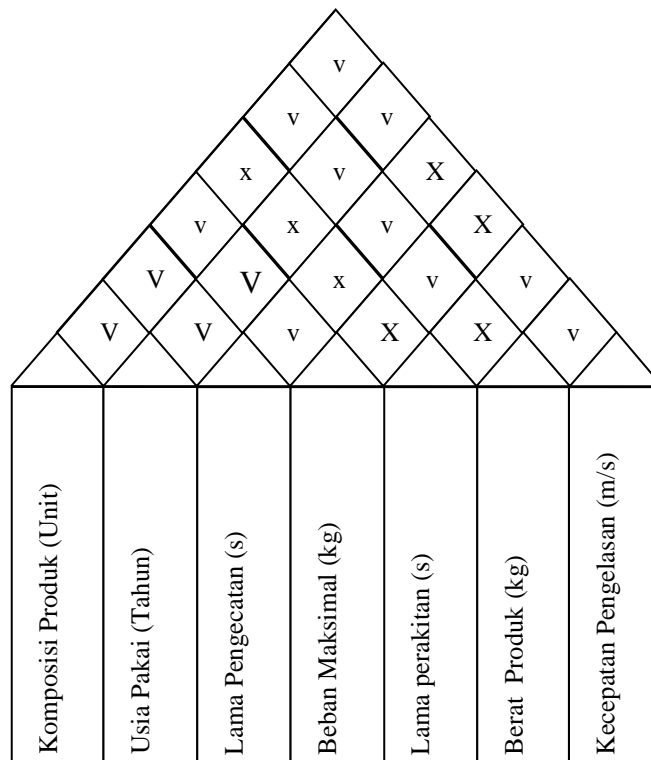 v
v v
x v X
v x v X
V V x v v
V V v X X v
Komposisi Produk (Unit)
Usia Pakai (Tahun)
Lama Pengecatan (s)
Beban Maksimal (kg)
Lama perakitan (s)
Berat Produk (kg)
Kecepatan Pengelasan (m/s)